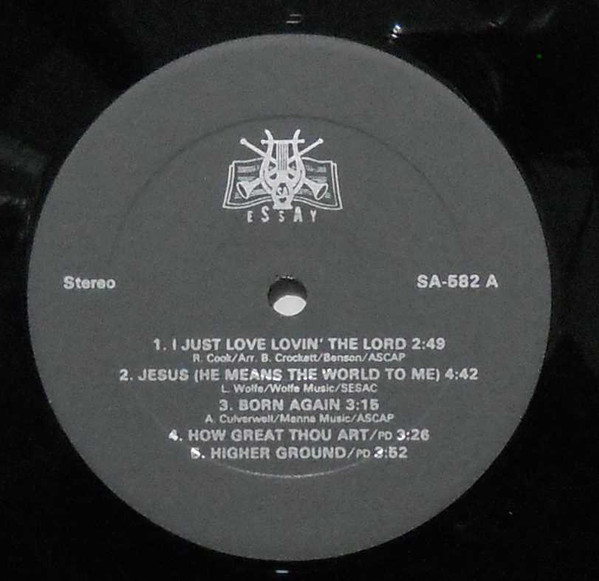 SA
ESSAY
Stereo
SA-582 A
1. I JUST LOVE LOVIN' THE LORD 2:49
R. Cook/Arr. B. Crockett/Benson/ASCAP
2. JESUS (HE MEANS THE WORLD TO ME) 4:42
L. Wolfe/Wolfe Music/SESAC
3. BORN AGAIN 3:15
A. Culverwell/Manna Music/ASCAP
4. HOW GREAT THOU ART/PD 3:26
5. HIGHER GROUND/PD 3:52